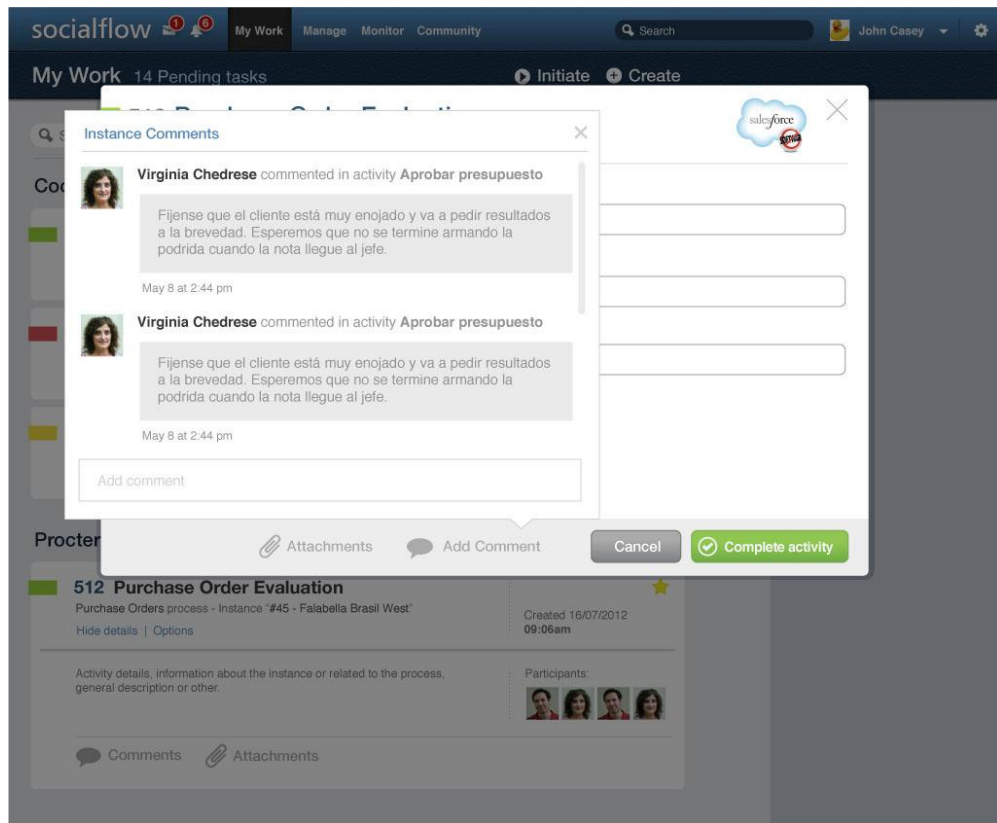 socialflow 1 6 My Work Manage Monitor Community Search John Casey
My Work 14 Pending tasks Initiate Create
512 Purchase Order Evaluation
salesforce
Instance Comments
Virginia Chedrese commented in activity Aprobar presupuesto
Fijense que el cliente está muy enojado y va a pedir resultados
a la brevedad. Esperemos que no se termine armando la
podrida cuando la nota llegue al jefe.
May 8 at 2:44 pm
Virginia Chedrese commented in activity Aprobar presupuesto
Fijense que el cliente está muy enojado y va a pedir resultados
a la brevedad. Esperemos que no se termine armando la
podrida cuando la nota llegue al jefe.
May 8 at 2:44 pm
Add comment
Procter
Attachments Add Comment Cancel Complete activity
512 Purchase Order Evaluation
Purchase Orders process - Instance "#45 - Falabella Brasil West"
Hide details | Options
Created 16/07/2012
09:06am
Activity details, information about the instance or related to the process,
general description or other.
Participants:
Comments Attachments